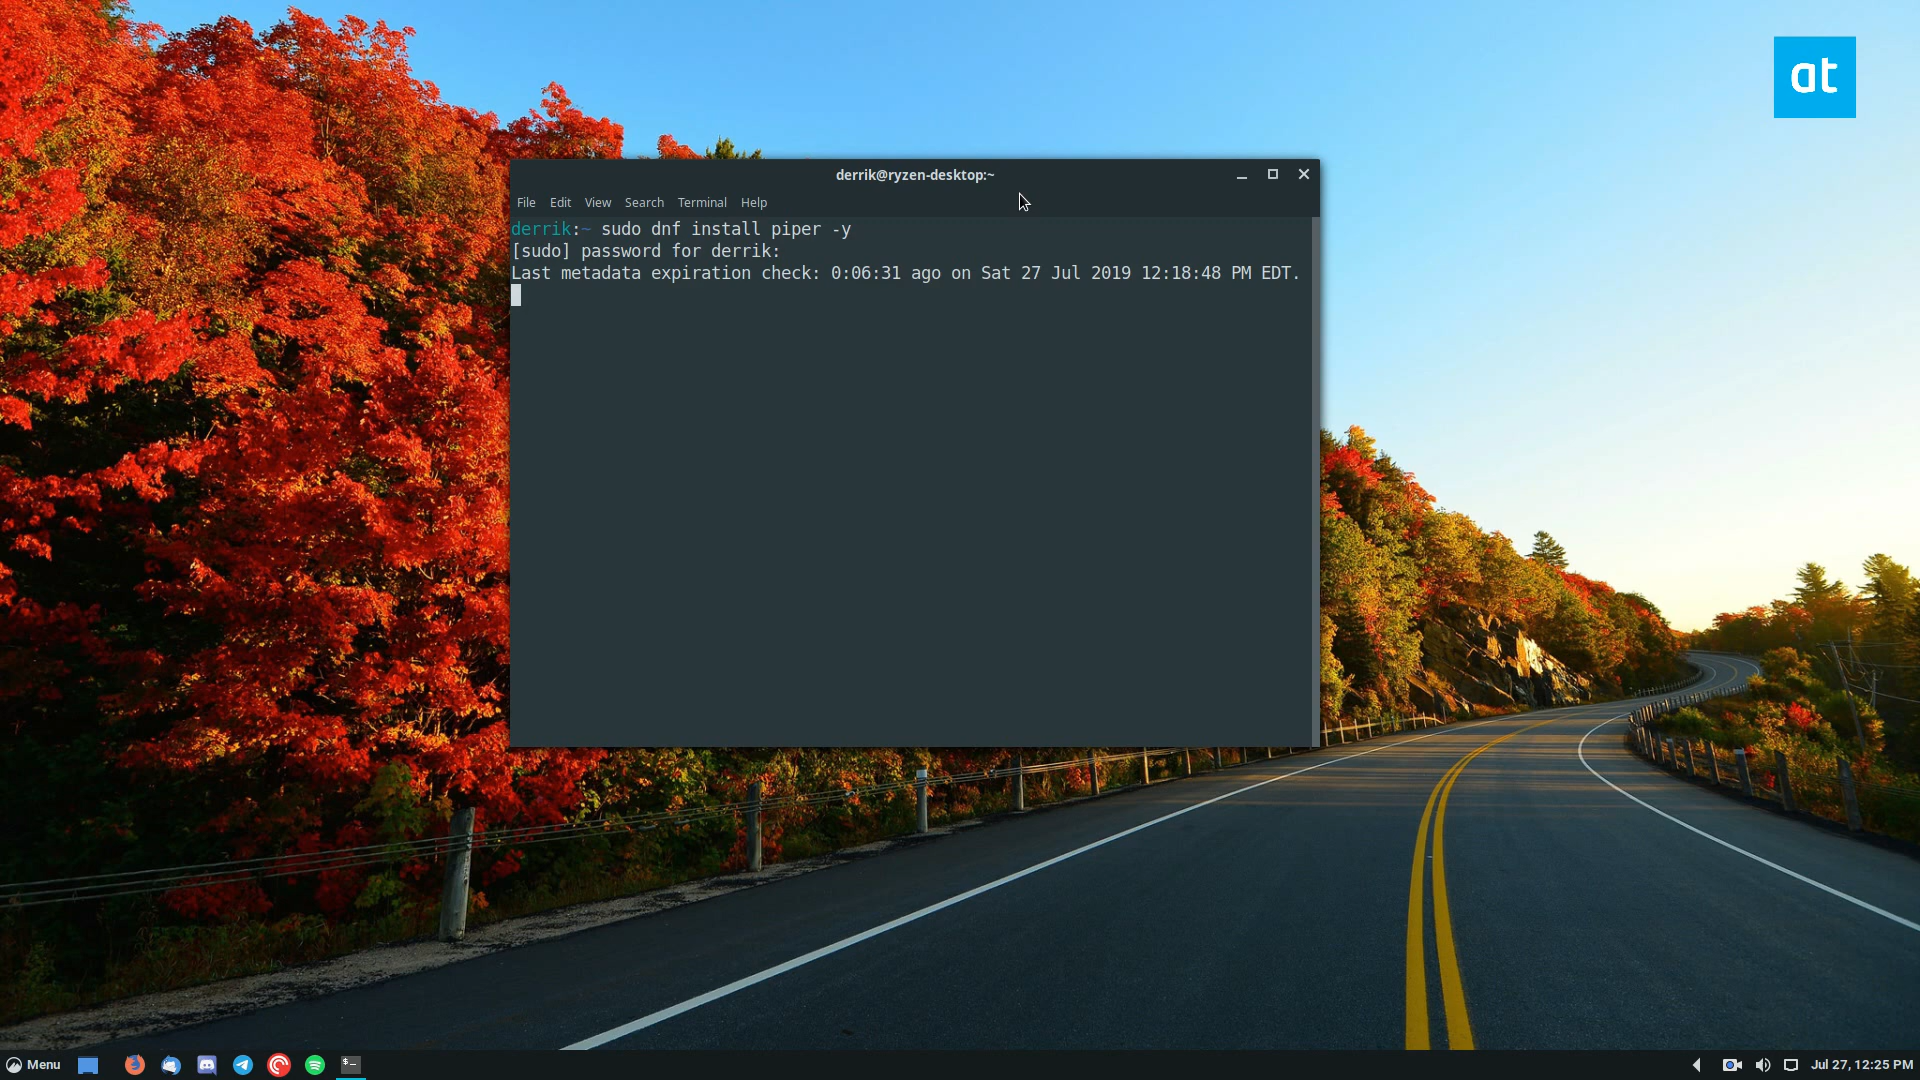 at
derrik@ryzen-desktop:~
File Edit View Search Terminal Help
derrik:~ sudo dnf install piper -y
[sudo] password for derrik:
Last metadata expiration check: 0:06:31 ago on Sat 27 Jul 2019 12:18:48 PM EDT.
Menu
Jul 27, 12:25 PM